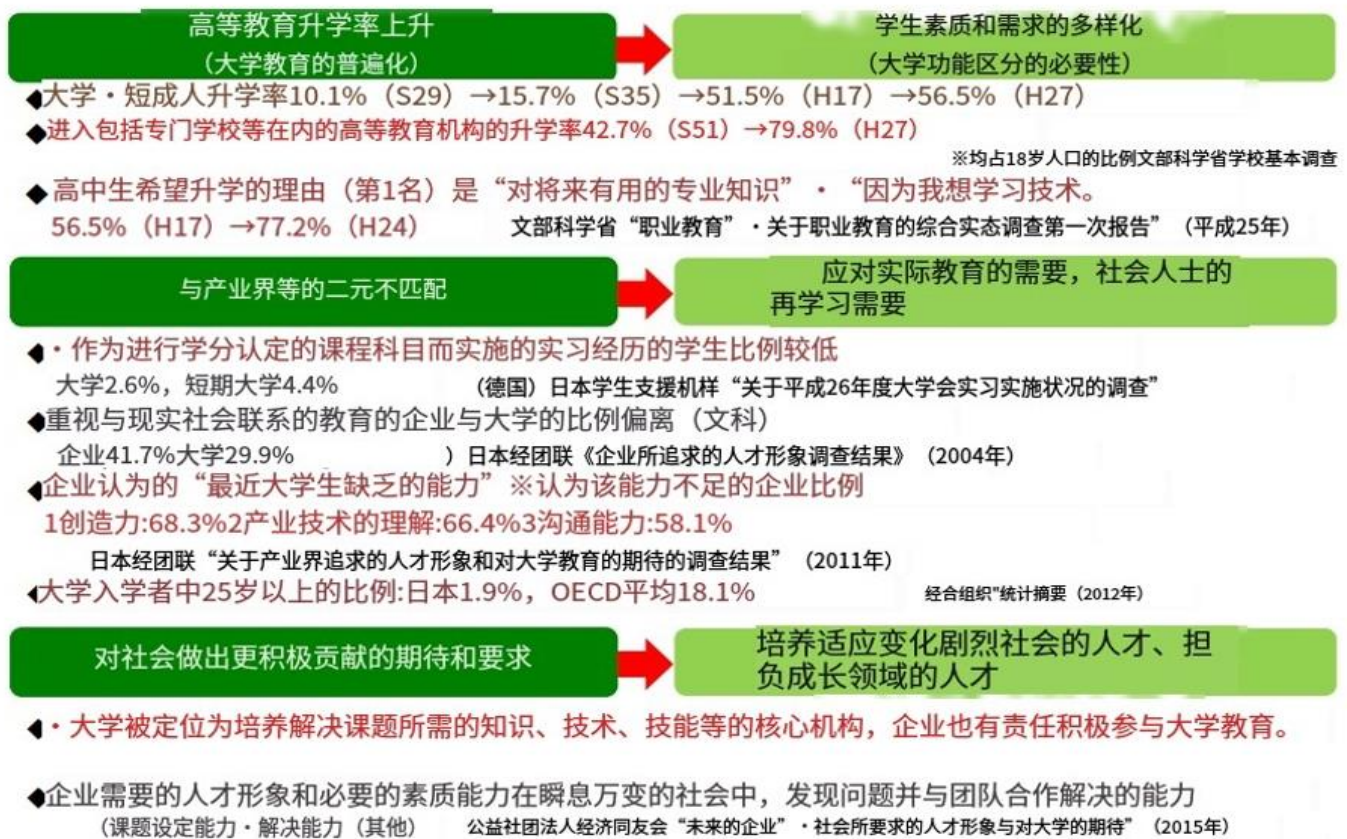 高等教育升学率上升
（大学教育的普遍化）
学生素质和需求的多样化
（大学功能区分的必要性）
◆大学・短成人升学率10.1%（S29）→15.7%（S35）→51.5%（H17）→56.5%（H27）
◆进入包括专门学校等在内的高等教育机构的升学率42.7%（S51）→79.8%（H27）
※均占18岁人口的比例文部科学省学校基本调查
◆高中生希望升学的理由（第1名）是“对将来有用的专业知识”・“因为我想学习技术。
56.5%（H17）→77.2%（H24）
文部科学省“职业教育”・关于职业教育的综合实态调查第一次报告”（平成25年）
与产业界等的二元不匹配
应对实际教育的需要，社会人士的
再学习需要
◆・作为进行学分认定的课程科目而实施的实习经历的学生比例较低
大学2.6%，短期大学4.4%
（德国）日本学生支援机样“关于平成26年度大学会实习实施状况的调查”
◆重视与现实社会联系的教育的企业与大学的比例偏离（文科）
企业41.7%大学29.9%
）日本经团联《企业所追求的人才形象调查结果》（2004年）
◆企业认为的“最近大学生缺乏的能力”※认为该能力不足的企业比例
1创造力:68.3%2产业技术的理解:66.4%3沟通能力:58.1%
日本经团联“关于产业界追求的人才形象和对大学教育的期待的调查结果”（2011年）
◆大学入学者中25岁以上的比例:日本1.9%，OECD平均18.1%
经合组织"统计摘要（2012年）
对社会做出更积极贡献的期待和要求
培养适应变化剧烈社会的人才、担
负成长领域的人才
◆・大学被定位为培养解决课题所需的知识、技术、技能等的核心机构，企业也有责任积极参与大学教育。
◆企业需要的人才形象和必要的素质能力在瞬息万变的社会中，发现问题并与团队合作解决的能力
（课题设定能力・解决能力（其他）
公益社团法人经济同友会“未来的企业”・社会所要求的人才形象与对大学的期待”（2015年）